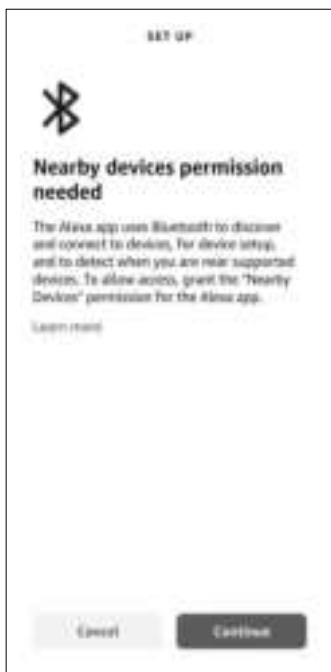 SET UP
Nearby devices permission
needed
The Alexa app uses Bluetooth to discover
and connect to devices, for device setup,
and to detect when you are near supported
devices. To allow access, grant the "Nearby
Devices" permission for the Alexa app.
Learn more
Cancel
Continue